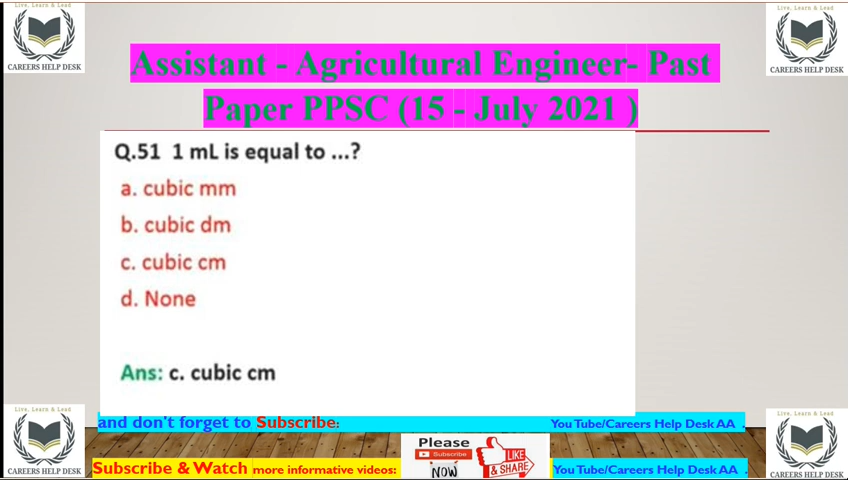 Live, Learn & Lead
CAREERS HELP DESK
Live, Learn & Lead
CAREERS HELP DESK
Assistant - Agricultural Engineer- Past
Paper PPSC (15 - July 2021 )
Q.51 1 mL is equal to ...?
a. cubic mm
b. cubic dm
c. cubic cm
d. None
Ans: c. cubic cm
Live, Learn & Lead
CAREERS HELP DESK
Live, Learn & Lead
CAREERS HELP DESK
and don't forget to Subscribe: You Tube/Careers Help Desk AA .
Please
Subscribe
NOW
LIKE
& SHARE
Subscribe & Watch more informative videos: You Tube/Careers Help Desk AA .